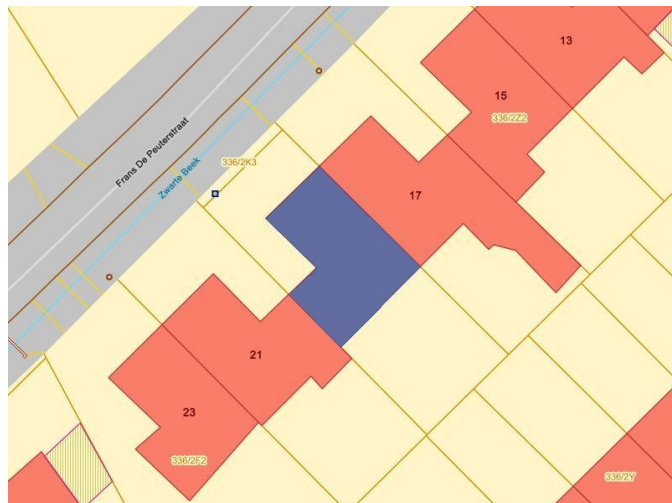 13
15
336/2Z2
Frans De Peuterstraat
Zwarte Beek
336/2K3
17
21
23
336/2F2
336/2Y